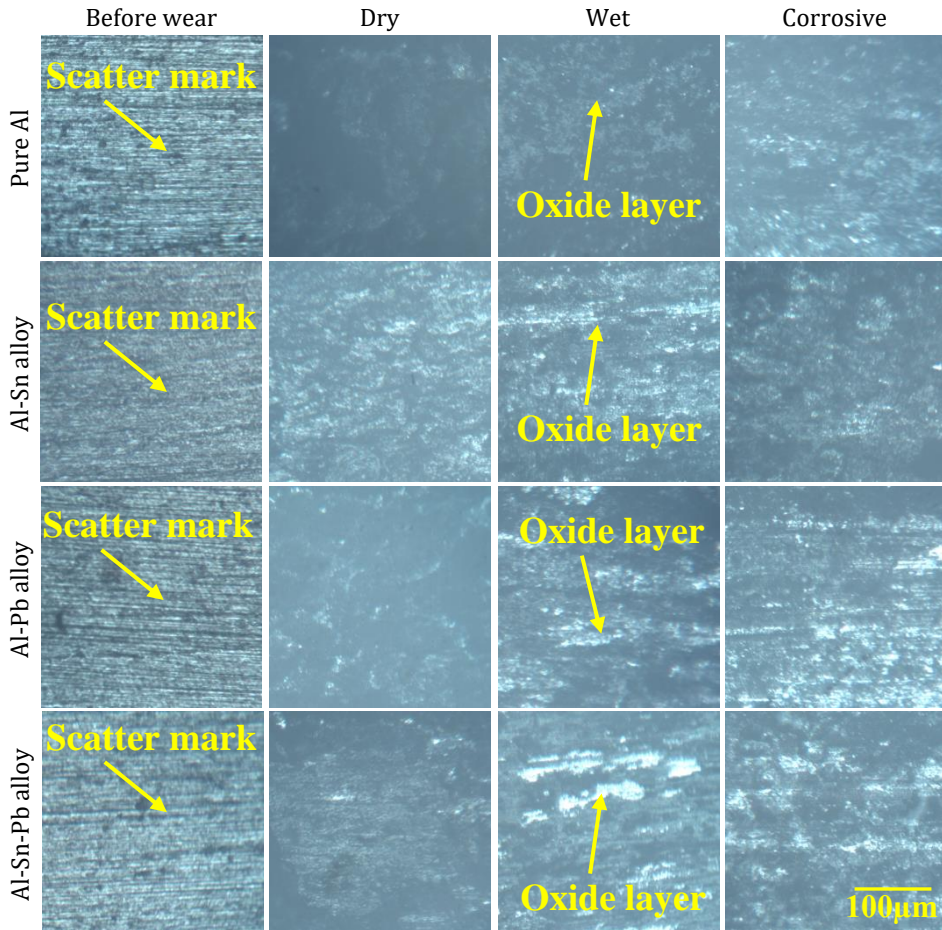 Before wear
Dry
Wet
Corrosive
Pure Al
Scatter mark
Oxide layer
Al-Sn alloy
Scatter mark
Oxide layer
Al-Pb alloy
Scatter mark
Oxide layer
Al-Sn-Pb alloy
Scatter mark
Oxide layer
100μm